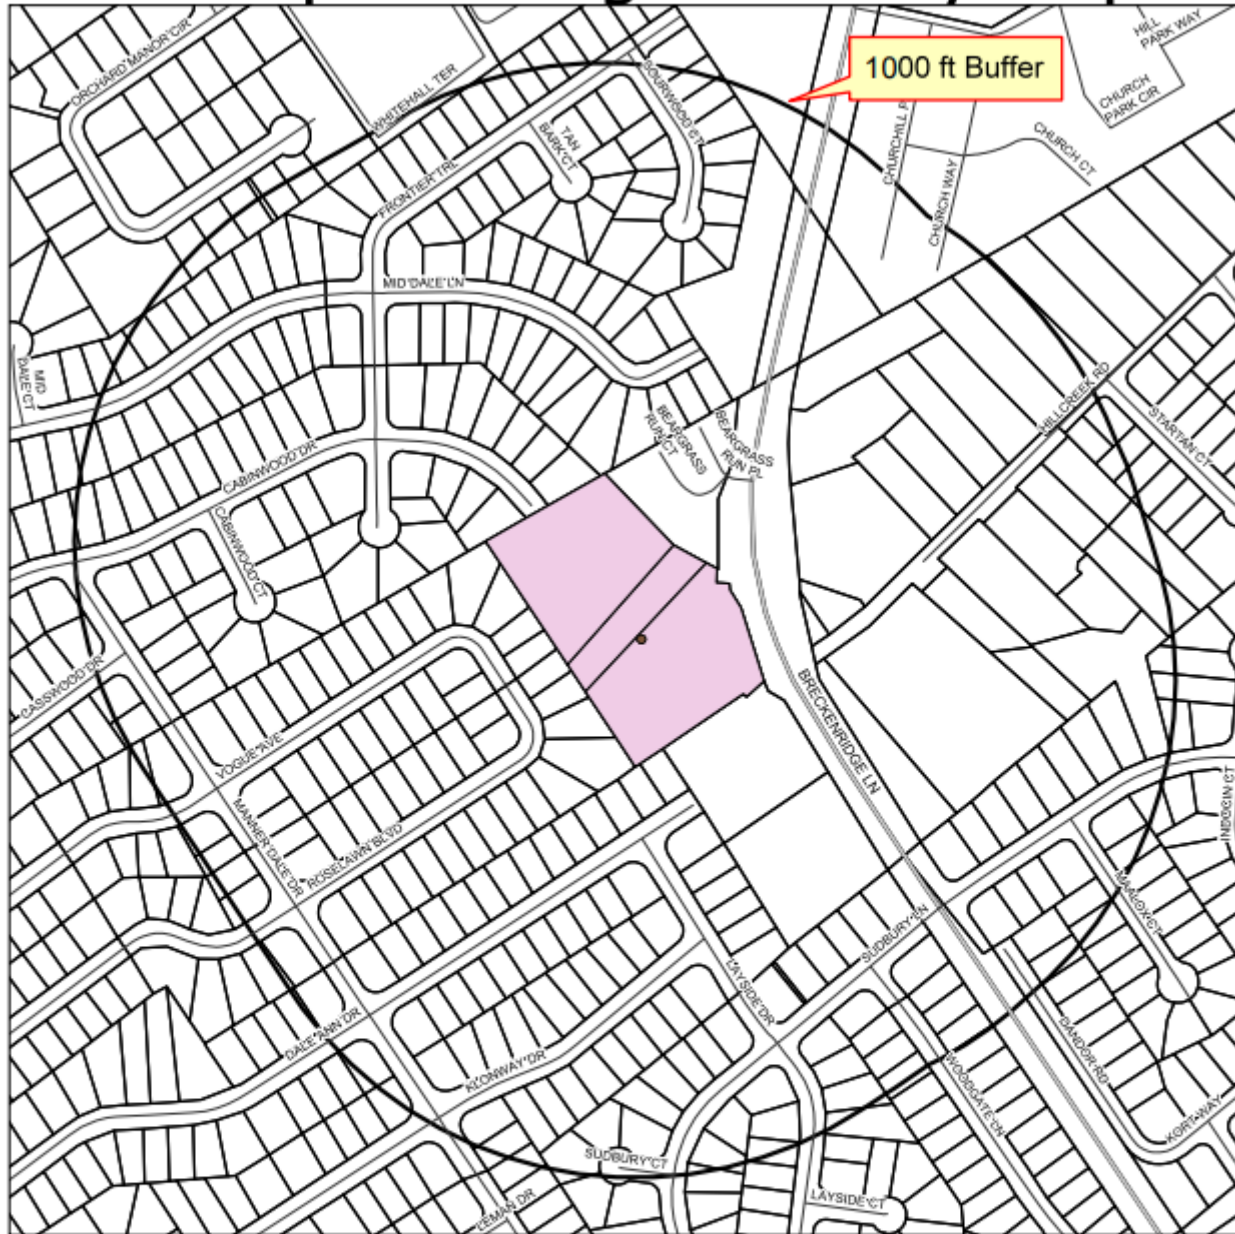 ORCHARD MANOR CIR
WHITEHALL TER
1000 ft Buffer
HILL
PARK WAY
CHURCH
PARK CIR
CHURCH CT
CHURCHILL P
CHURCH WAY
SOURWOOD CT
TAN
BARK CT
FRONTIER TRL
MID DALE LN
MID
DALE CT
BEARGRASS
RUN CT
BEARGRASS
RUN PL
HILLCREEK RD
STARTAN CT
CABINWOOD DR
CABINWOOD CT
CASSWOOD DR
VOGUE AVE
MANNER DALE DR
ROSELAWN BLVD
BRECKENRIDGE LN
INDOCIN CT
MAALOX CT
SUDBURY LN
LAYSIDE DR
DALE ANN DR
KLONWAY DR
DANDOR RD
WOODGATE LN
KORT WAY
SUDBURY CT
LAYSIDE CT
LEMAN DR